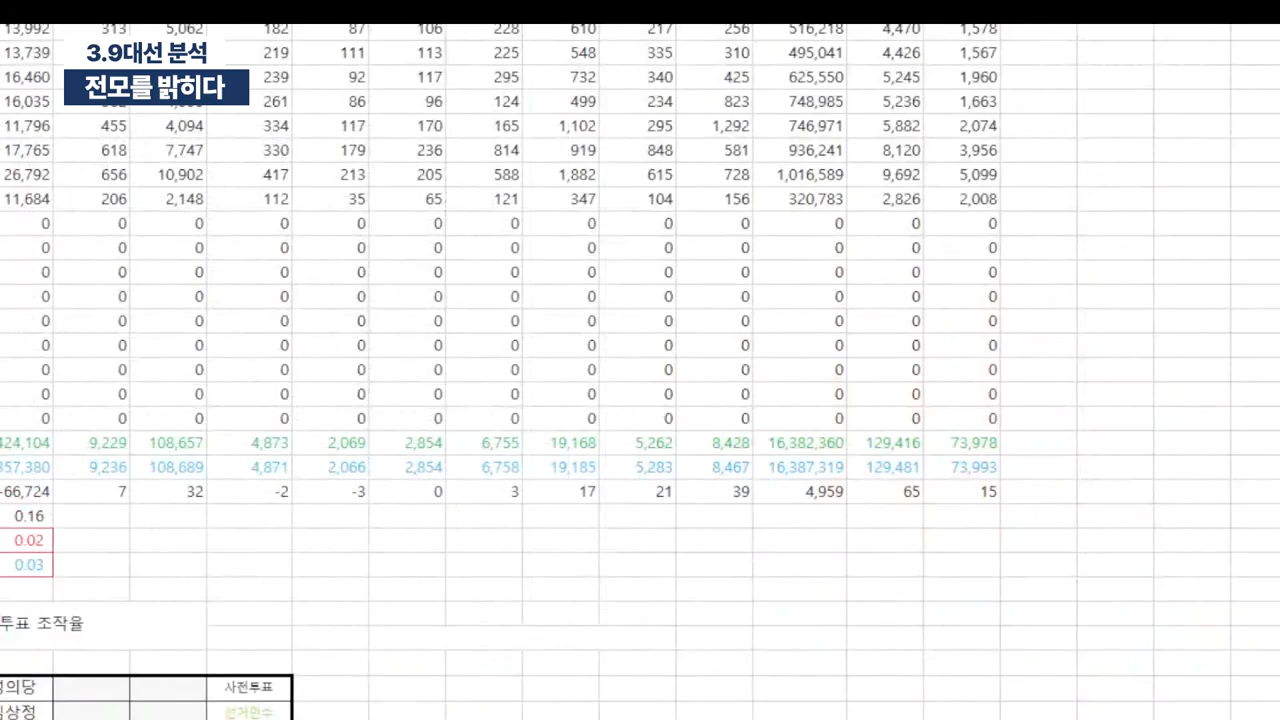 13,992 313 5,062 182 87 106 228 610 217 256 516,218 4,470 1,578
3.9대선 분석
13,739 219 111 113 225 548 335 310 495,041 4,426 1,567
전모를 밝히다
16,460 239 92 117 295 732 340 425 625,550 5,245 1,960
16,035 261 86 96 124 499 234 823 748,985 5,236 1,663
11,796 455 4,094 334 117 170 165 1,102 295 1,292 746,971 5,882 2,074
17,765 618 7,747 330 179 236 814 919 848 581 936,241 8,120 3,956
26,792 656 10,902 417 213 205 588 1,882 615 728 1,016,589 9,692 5,099
11,684 206 2,148 112 35 65 121 347 104 156 320,783 2,826 2,008
0 0 0 0 0 0 0 0 0 0 0 0 0
0 0 0 0 0 0 0 0 0 0 0 0 0
0 0 0 0 0 0 0 0 0 0 0 0 0
0 0 0 0 0 0 0 0 0 0 0 0 0
0 0 0 0 0 0 0 0 0 0 0 0 0
0 0 0 0 0 0 0 0 0 0 0 0 0
0 0 0 0 0 0 0 0 0 0 0 0 0
0 0 0 0 0 0 0 0 0 0 0 0 0
0 0 0 0 0 0 0 0 0 0 0 0 0
424,104 9,229 108,657 4,873 2,069 2,854 6,755 19,168 5,262 8,428 16,382,360 129,416 73,978
357,380 9,236 108,689 4,871 2,066 2,854 6,758 19,185 5,283 8,467 16,387,319 129,481 73,993
-66,724 7 32 -2 -3 0 3 17 21 39 4,959 65 15
0.16
0.02
0.03
투표 조작율
의당 사전투표
상정 선거인수